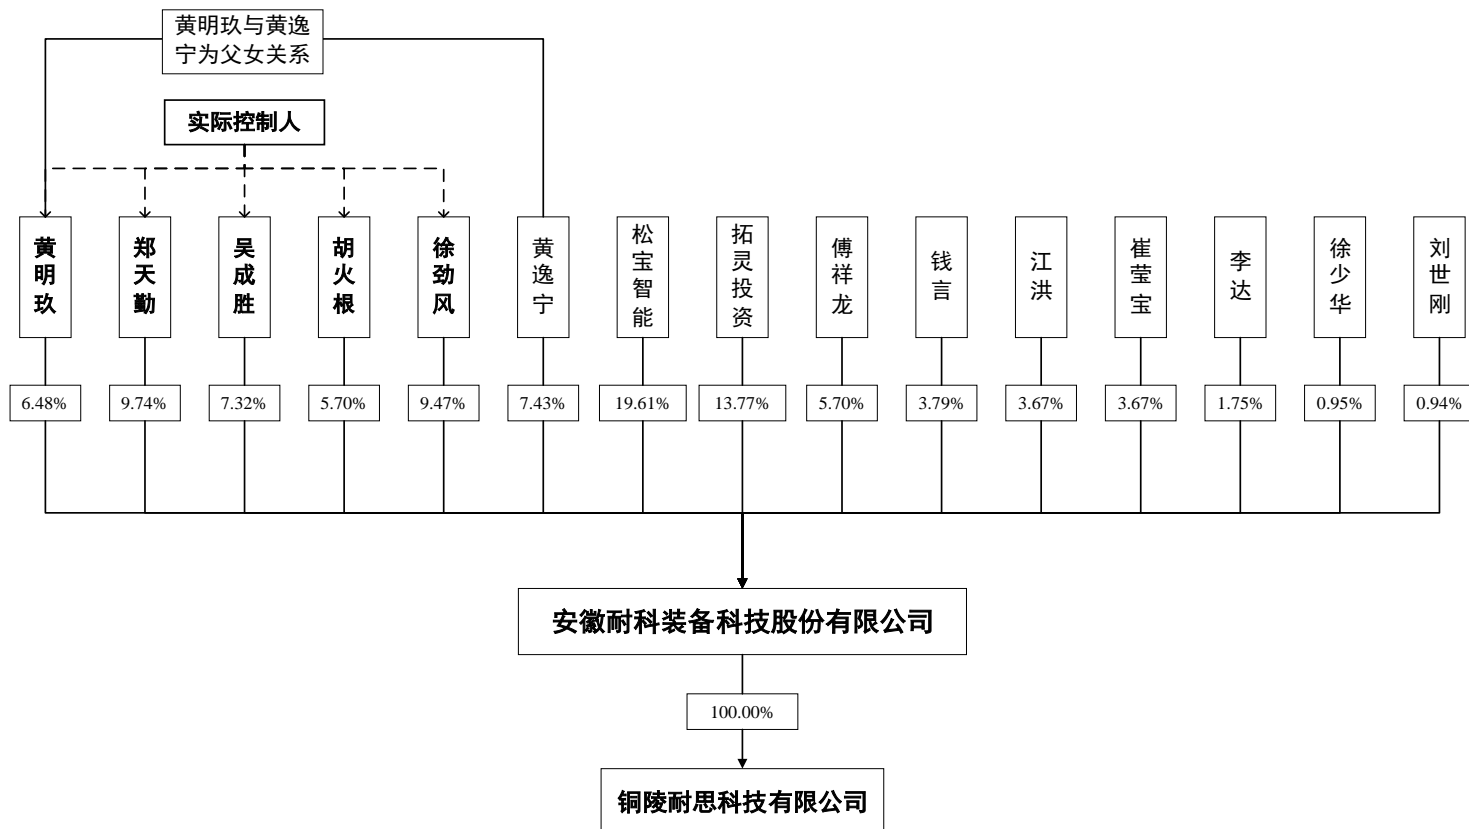 黄明玖与黄逸
宁为父女关系
实际控制人
黄明玖
郑天勤
吴成胜
胡火根
徐劲风
黄逸宁
松宝智能
拓灵投资
傅祥龙
钱言
江洪
崔莹宝
李达
徐少华
刘世刚
6.48%
9.74%
7.32%
5.70%
9.47%
7.43%
19.61%
13.77%
5.70%
3.79%
3.67%
3.67%
1.75%
0.95%
0.94%
安徽耐科装备科技股份有限公司
100.00%
铜陵耐思科技有限公司